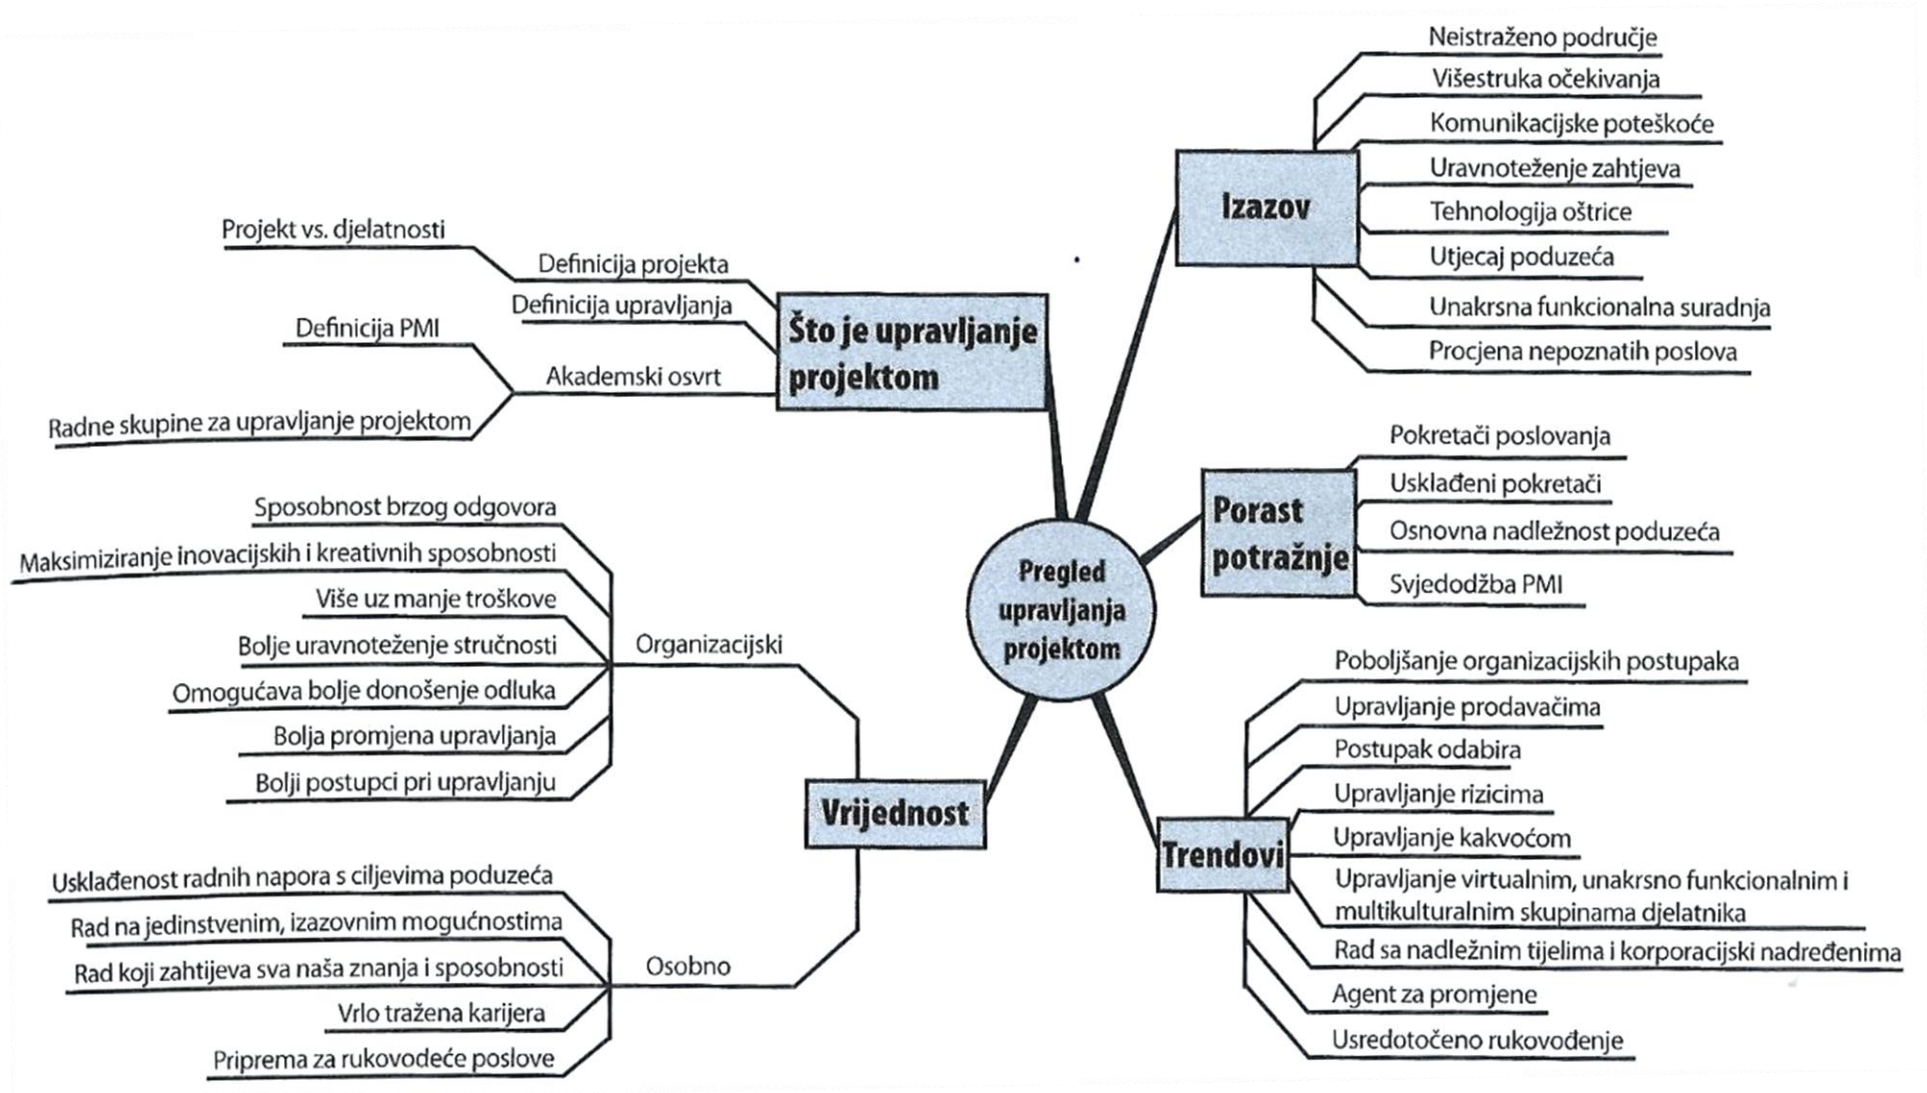 Neistraženo područje
Višestruka očekivanja
Komunikacijske poteškoće
Uravnoteženje zahtjeva
Izazov
Tehnologija oštrice
Utjecaj poduzeća
Unakrsna funkcionalna suradnja
Procjena nepoznatih poslova
Projekt vs. djelatnosti
Definicija projekta
Definicija upravljanja
Definicija PMI
Akademski osvrt
Radne skupine za upravljanje projektom
Što je upravljanje
projektom
Pokretači poslovanja
Usklađeni pokretači
Osnovna nadležnost poduzeća
Svjedodžba PMI
Porast
potražnje
Pregled
upravljanja
projektom
Sposobnost brzog odgovora
Maksimiziranje inovacijskih i kreativnih sposobnosti
Više uz manje troškove
Bolje uravnoteženje stručnosti
Omogućava bolje donošenje odluka
Bolja promjena upravljanja
Bolji postupci pri upravljanju
Organizacijski
Vrijednost
Usklađenost radnih napora s ciljevima poduzeća
Rad na jedinstvenim, izazovnim mogućnostima
Rad koji zahtijeva sva naša znanja i sposobnosti
Vrlo tražena karijera
Priprema za rukovodeće poslove
Osobno
Poboljšanje organizacijskih postupaka
Upravljanje prodavačima
Postupak odabira
Upravljanje rizicima
Upravljanje kakvoćom
Trendovi
Upravljanje virtualnim, unakrsno funkcionalnim i
multikulturalnim skupinama djelatnika
Rad sa nadležnim tijelima i korporacijski nadređenima
Agent za promjene
Usredotočeno rukovođenje